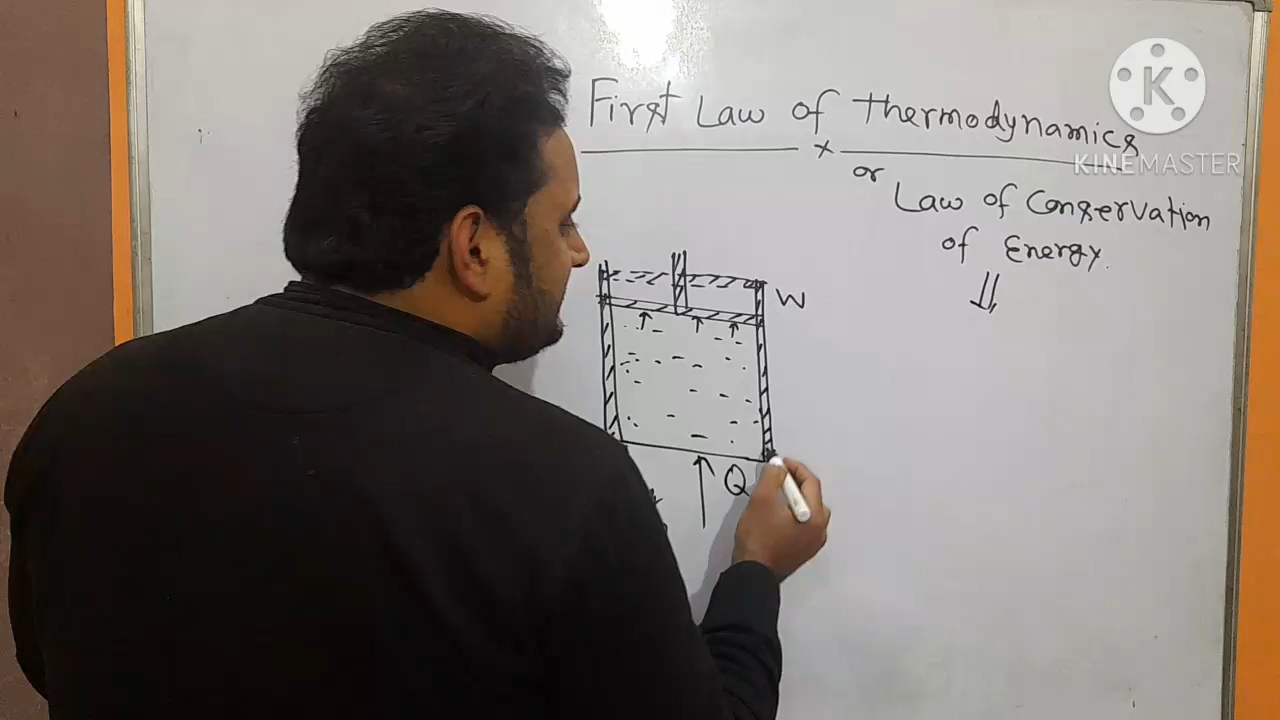 First Law of Thermodynamics
or
Law of Conservation
of Energy.
W
Q
K
KINEMASTER